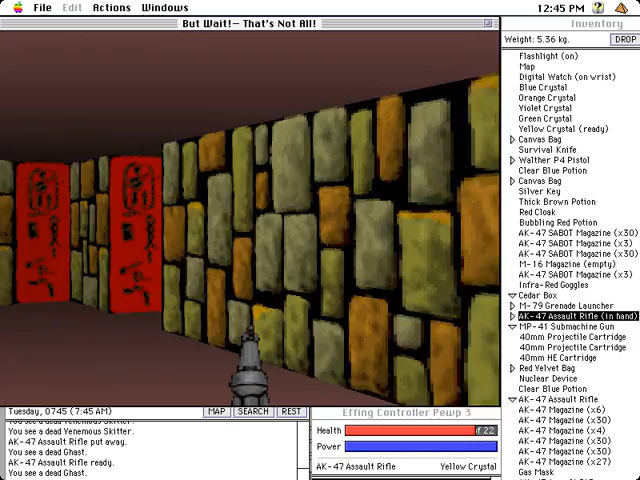 File Edit Actions Windows 12:45 PM
But Wait!- That's Not All!
Inventory
Weight: 5.36 kg. DROP
Flashlight (on)
Map
Digital Watch (on wrist)
Blue Crystal
Orange Crystal
Violet Crystal
Green Crystal
Yellow Crystal (ready)
Canvas Bag
Survival Knife
Walther P4 Pistol
Clear Blue Potion
Canvas Bag
Silver Key
Thick Brown Potion
Red Cloak
Bubbling Red Potion
AK-47 SABOT Magazine (x30)
AK-47 SABOT Magazine (x3)
AK-47 SABOT Magazine (x30)
M-16 Magazine (empty)
AK-47 SABOT Magazine (x3)
Infra-Red Goggles
Cedar Box
M-79 Grenade Launcher
AK-47 Assault Rifle (in hand)
MP-41 Submachine Gun
40mm Projectile Cartridge
40mm Projectile Cartridge
40mm HE Cartridge
Red Velvet Bag
Nuclear Device
Clear Blue Potion
AK-47 Assault Rifle
AK-47 Magazine (x6)
AK-47 Magazine (x30)
AK-47 Magazine (x4)
AK-47 Magazine (x30)
AK-47 Magazine (x30)
AK-47 Magazine (x27)
Gas Mask
Tuesday, 0745 (7:45 AM) MAP SEARCH REST
You see a dead Venomous Skitter.
You see a dead Venomous Skitter.
AK-47 Assault Rifle put away.
You see a dead Ghast.
AK-47 Assault Rifle ready.
You see a dead Ghast.
Effing Controller Pewp 3
Health
Power
AK-47 Assault Rifle Yellow Crystal